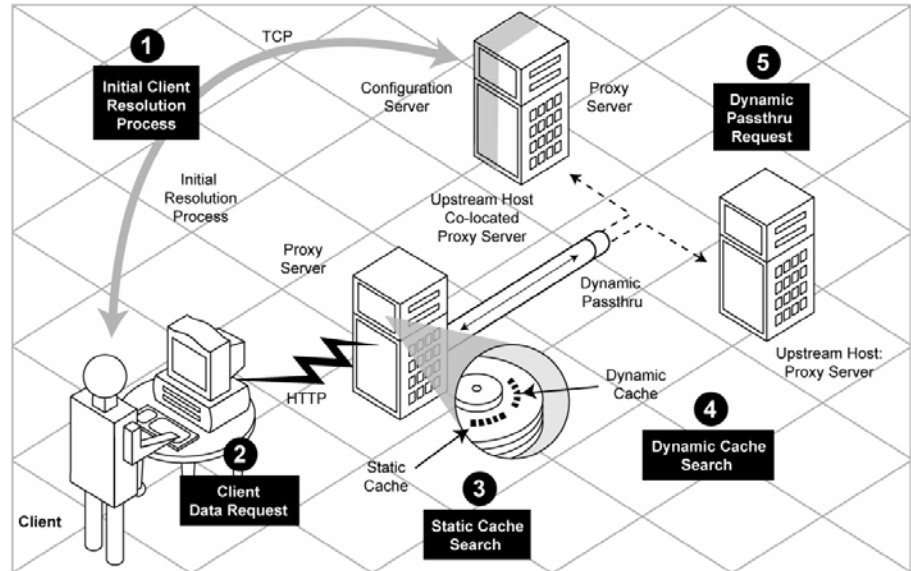 1
Initial Client
Resolution
Process
TCP
Configuration
Server
Proxy
Server
5
Dynamic
Passthru
Request
Initial
Resolution
Process
Upstream Host
Co-located
Proxy Server
Proxy
Server
Dynamic
Passthru
Upstream Host:
Proxy Server
HTTP
Dynamic
Cache
4
Dynamic Cache
Search
2
Client
Data Request
Static
Cache
3
Static Cache
Search
Client